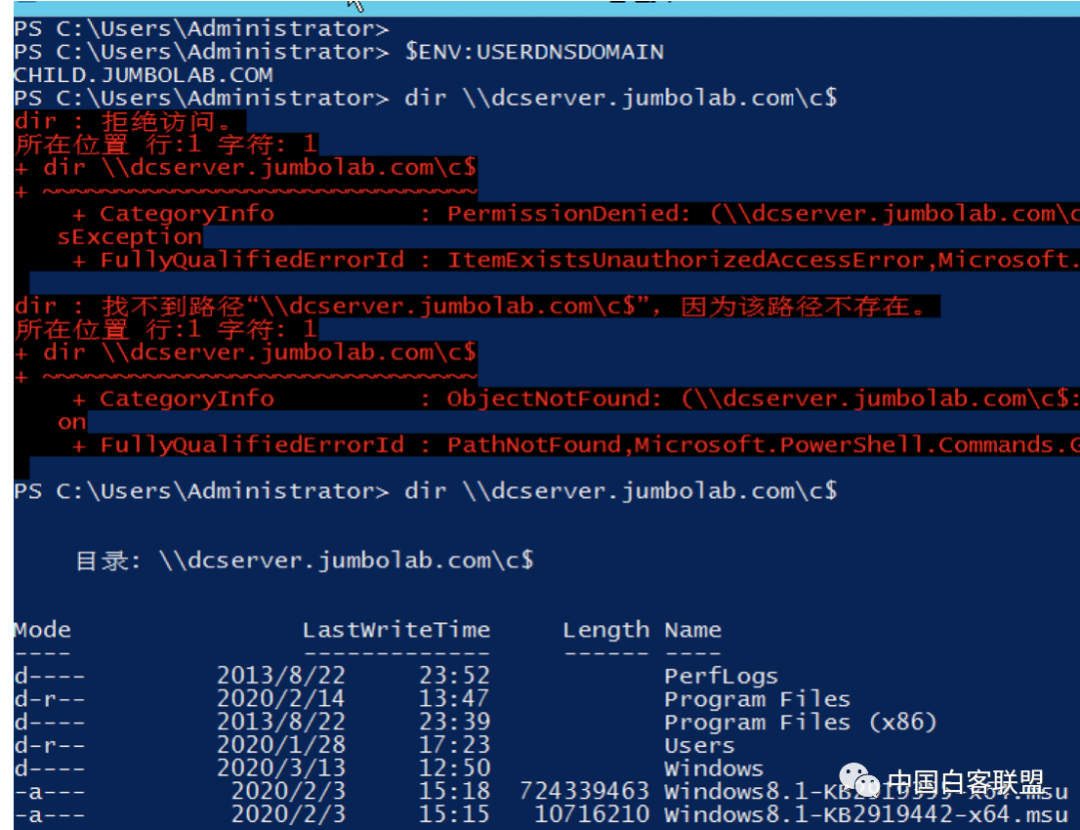 PS C:\Users\Administrator>
PS C:\Users\Administrator> $ENV:USERDNSDOMAIN
CHILD.JUMBOLAB.COM
PS C:\Users\Administrator> dir \\dcserver.jumbolab.com\c$
dir : 拒绝访问。
所在位置 行:1 字符: 1
+ dir \\dcserver.jumbolab.com\c$
+ ~~~~~~~~~~~~~~~~~~~~~~~~~~~~~~
+ CategoryInfo : PermissionDenied: (\\dcserver.jumbolab.com\c
sException
+ FullyQualifiedErrorId : ItemExistsUnauthorizedAccessError,Microsoft.
dir : 找不到路径“\\dcserver.jumbolab.com\c$”，因为该路径不存在。
所在位置 行:1 字符: 1
+ dir \\dcserver.jumbolab.com\c$
+ ~~~~~~~~~~~~~~~~~~~~~~~~~~~~~~
+ CategoryInfo : ObjectNotFound: (\\dcserver.jumbolab.com\c$:
on
+ FullyQualifiedErrorId : PathNotFound,Microsoft.PowerShell.Commands.G
PS C:\Users\Administrator> dir \\dcserver.jumbolab.com\c$
目录: \\dcserver.jumbolab.com\c$
Mode LastWriteTime Length Name
---- ------------- ------ ----
d---- 2013/8/22 23:52 PerfLogs
d-r-- 2020/2/14 13:47 Program Files
d---- 2013/8/22 23:39 Program Files (x86)
d-r-- 2020/1/28 17:23 Users
d---- 2020/3/13 12:50 Windows
-a--- 2020/2/3 15:18 724339463
-a--- 2020/2/3 15:15 10716210 Windows8.1-KB2919442-x64.msu
中国白客联盟